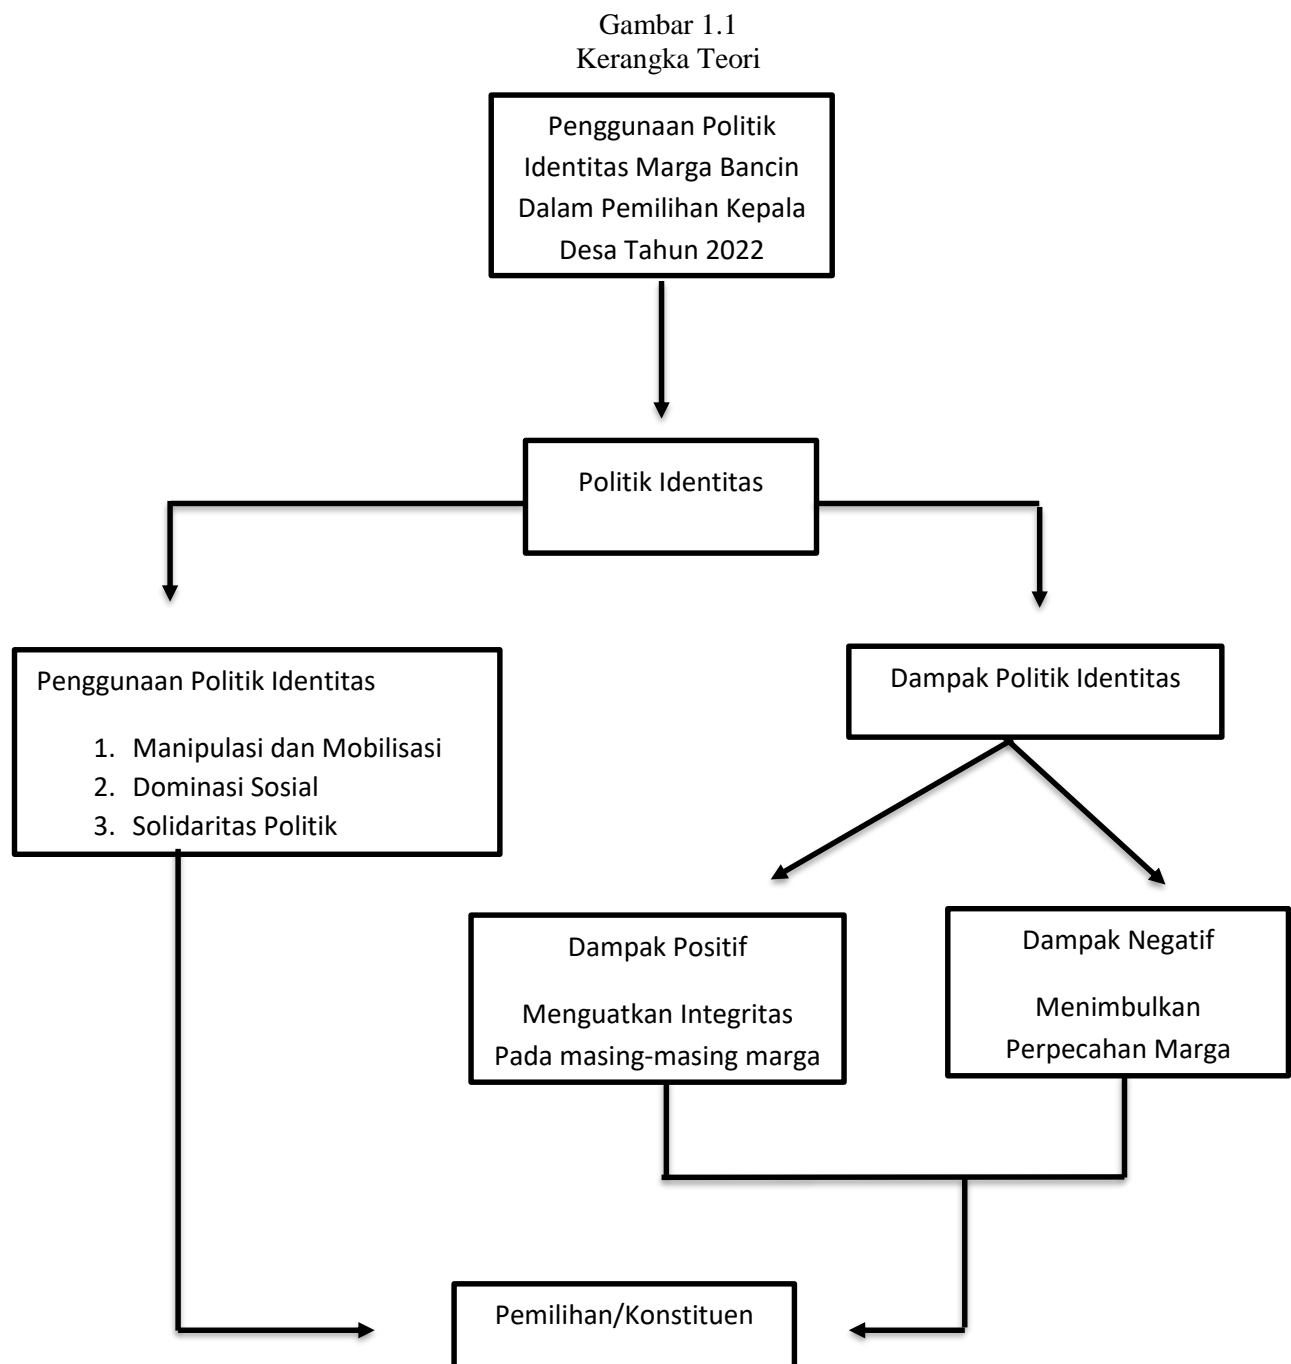 Gambar 1.1
Kerangka Teori
Penggunaan Politik
Identitas Marga Bancin
Dalam Pemilihan Kepala
Desa Tahun 2022
Politik Identitas
Penggunaan Politik Identitas
1. Manipulasi dan Mobilisasi
2. Dominasi Sosial
3. Solidaritas Politik
Dampak Politik Identitas
Dampak Positif
Menguatkan Integritas
Pada masing-masing marga
Dampak Negatif
Menimbulkan
Perpecahan Marga
Pemilihan/Konstituen